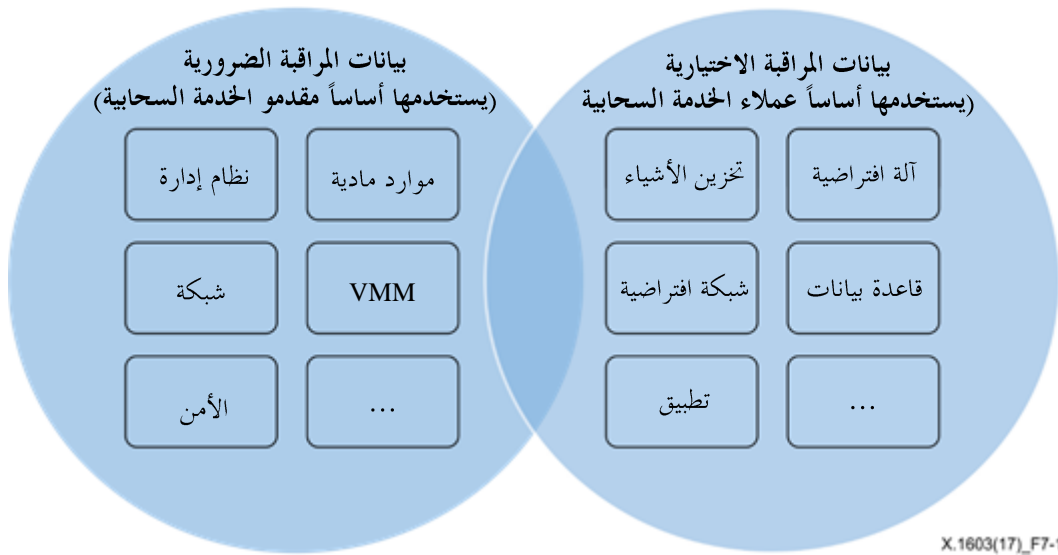 بيانات المراقبة الاختيارية
(يستخدمها أساساً عملاء الخدمة السحابية
آلة افتراضية
تخزين الأشياء
قاعدة بيانات
شبكة افتراضية
...
تطبيق
بيانات المراقبة الضرورية
(يستخدمها أساساً مقدمو الخدمة السحابية)
موارد مادية
نظام إدارة
VMM
شبكة
...
الأمن
X.1603(17)_F7-1